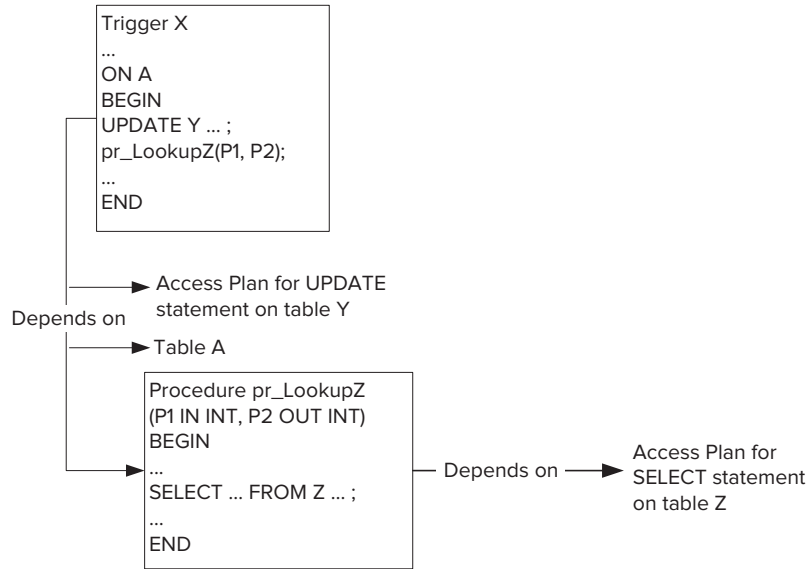 Trigger X
...
ON A
BEGIN
UPDATE Y ... ;
pr_LookupZ(P1, P2);
...
END
Access Plan for UPDATE
statement on table Y
Depends on
Table A
Procedure pr_LookupZ
(P1 IN INT, P2 OUT INT)
BEGIN
...
SELECT ... FROM Z ... ;
...
END
Depends on
Access Plan for
SELECT statement
on table Z